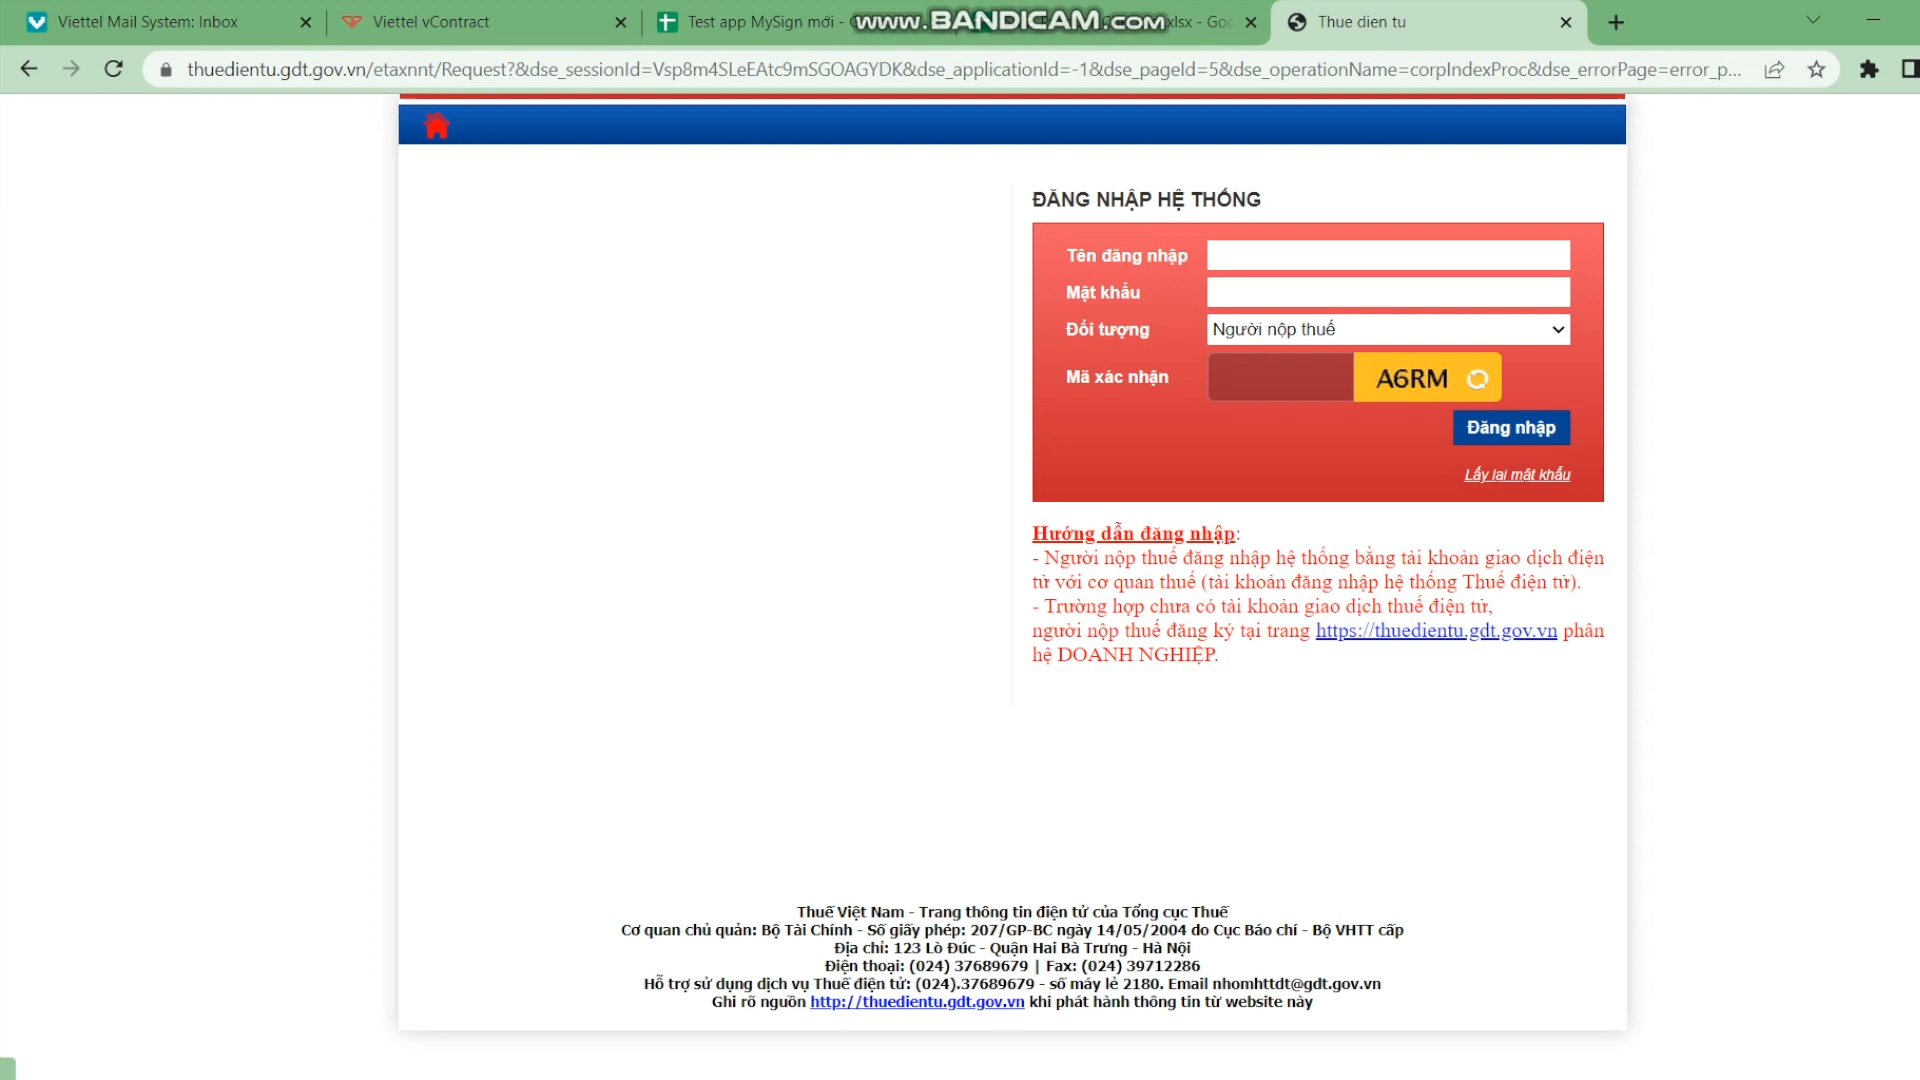 Viettel Mail System: Inbox
Viettel vContract
Test app MySign mới -
www.BANDICAM.com
xlsx - Goo
Thue dien tu
thuedientu.gdt.gov.vn/etaxnnt/Request?&dse_sessionId=Vsp8m4SLeEAtc9mSGOAGYDK&dse_applicationId=-1&dse_pageId=5&dse_operationName=corpIndexProc&dse_errorPage=error_p...
ĐĂNG NHẬP HỆ THỐNG
Tên đăng nhập
Mật khẩu
Đối tượng Người nộp thuế
Mã xác nhận A6RM
Đăng nhập
Lấy lại mật khẩu
Hướng dẫn đăng nhập:
- Người nộp thuế đăng nhập hệ thống bằng tài khoản giao dịch điện
tử với cơ quan thuế (tài khoản đăng nhập hệ thống Thuế điện tử).
- Trường hợp chưa có tài khoản giao dịch thuế điện tử,
người nộp thuế đăng ký tại trang https://thuedientu.gdt.gov.vn phân
hệ DOANH NGHIỆP.
Thuế Việt Nam - Trang thông tin điện tử của Tổng cục Thuế
Cơ quan chủ quản: Bộ Tài Chính - Số giấy phép: 207/GP-BC ngày 14/05/2004 do Cục Báo chí - Bộ VHTT cấp
Địa chỉ: 123 Lò Đúc - Quận Hai Bà Trưng - Hà Nội
Điện thoại: (024) 37689679 | Fax: (024) 39712286
Hỗ trợ sử dụng dịch vụ Thuế điện tử: (024).37689679 - số máy lẻ 2180. Email nhomhttdt@gdt.gov.vn
Ghi rõ nguồn http://thuedientu.gdt.gov.vn khi phát hành thông tin từ website này